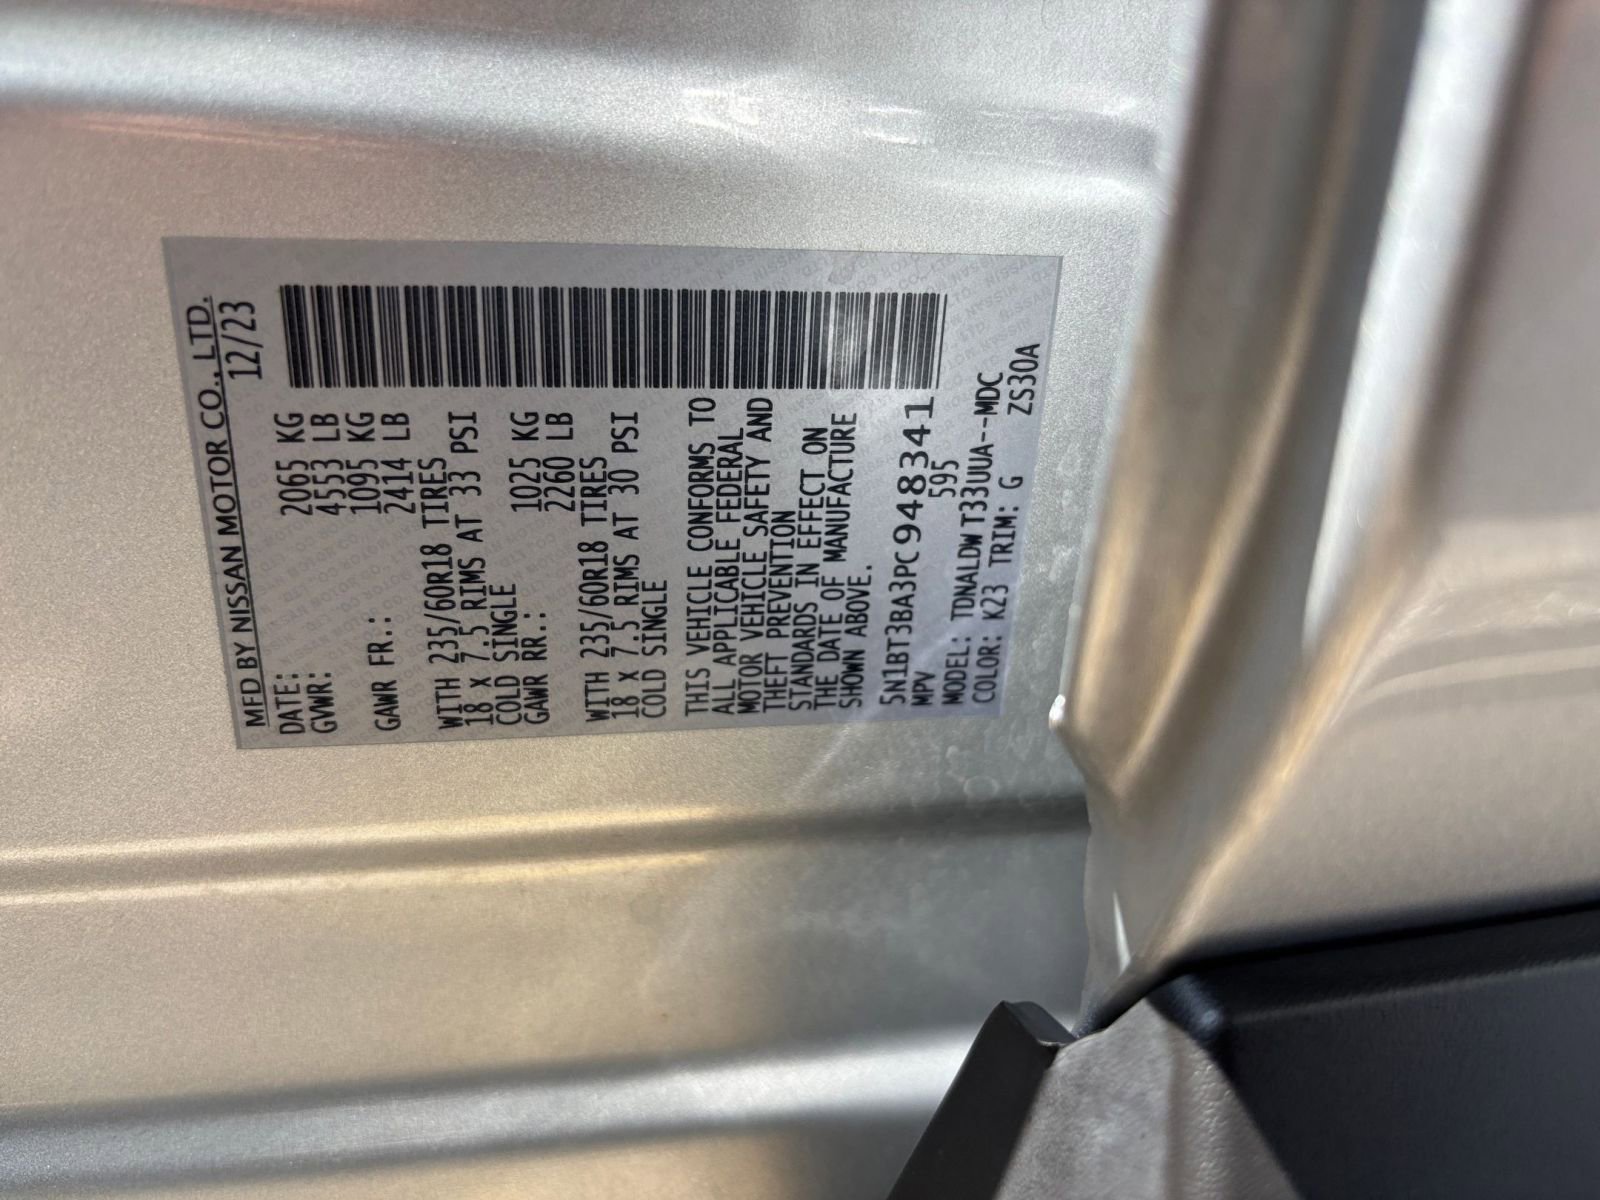 MFD BY NISSAN MOTOR CO., LTD.
DATE: 12/23
GVWR: 2065 KG
4553 LB
GAWR FR.: 1095 KG
2414 LB
WITH 235/60R18 TIRES
18 x 7.5 RIMS AT 33 PSI
COLD SINGLE
GAWR RR.: 1025 KG
2260 LB
WITH 235/60R18 TIRES
18 x 7.5 RIMS AT 30 PSI
COLD SINGLE
THIS VEHICLE CONFORMS TO
ALL APPLICABLE FEDERAL
MOTOR VEHICLE SAFETY AND
THEFT PREVENTION
STANDARDS IN EFFECT ON
THE DATE OF MANUFACTURE
SHOWN ABOVE.
5N1BT3BA3PC948341
MPV 595
MODEL: TDNALDW T33UUA--MDC
COLOR: K23 TRIM: G ZS30A